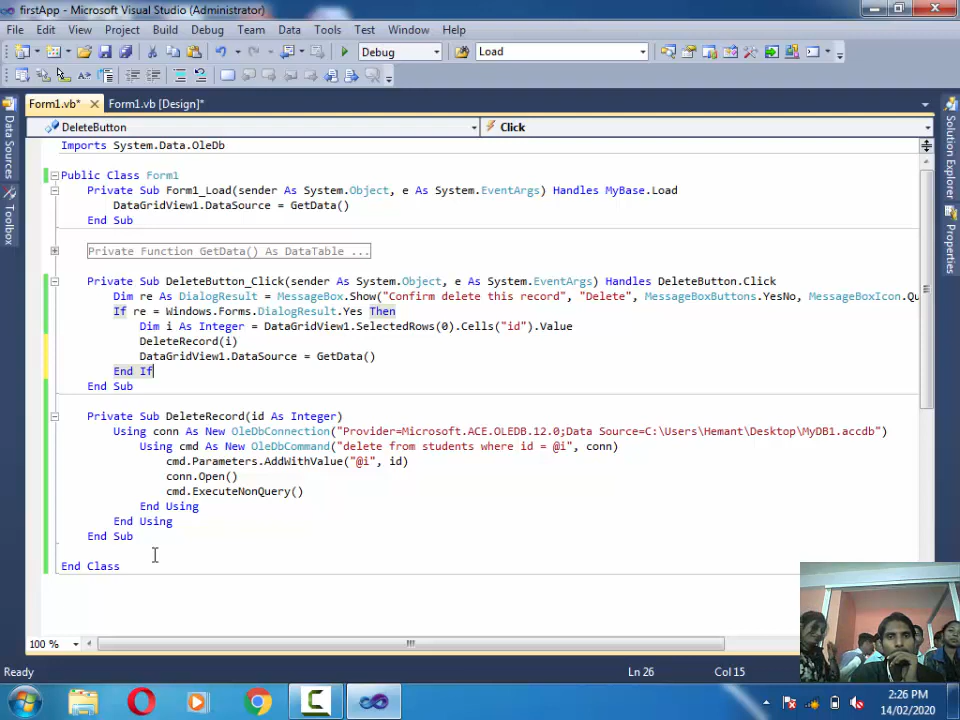 firstApp - Microsoft Visual Studio (Administrator)
File Edit View Project Build Debug Team Data Tools Test Window Help
Debug Load
Form1.vb* Form1.vb [Design]*
DeleteButton Click
Data Sources
Toolbox
Solution Explorer
Properties
Imports System.Data.OleDb
Public Class Form1
Private Sub Form1_Load(sender As System.Object, e As System.EventArgs) Handles MyBase.Load
DataGridView1.DataSource = GetData()
End Sub
Private Function GetData() As DataTable ...
Private Sub DeleteButton_Click(sender As System.Object, e As System.EventArgs) Handles DeleteButton.Click
Dim re As DialogResult = MessageBox.Show("Confirm delete this record", "Delete", MessageBoxButtons.YesNo, MessageBoxIcon.Qu
If re = Windows.Forms.DialogResult.Yes Then
Dim i As Integer = DataGridView1.SelectedRows(0).Cells("id").Value
DeleteRecord(i)
DataGridView1.DataSource = GetData()
End If
End Sub
Private Sub DeleteRecord(id As Integer)
Using conn As New OleDbConnection("Provider=Microsoft.ACE.OLEDB.12.0;Data Source=C:\Users\Hemant\Desktop\MyDB1.accdb")
Using cmd As New OleDbCommand("delete from students where id = @i", conn)
cmd.Parameters.AddWithValue("@i", id)
conn.Open()
cmd.ExecuteNonQuery()
End Using
End Using
End Sub
End Class
100 %
Ready Ln 26 Col 15
2:26 PM
14/02/2020